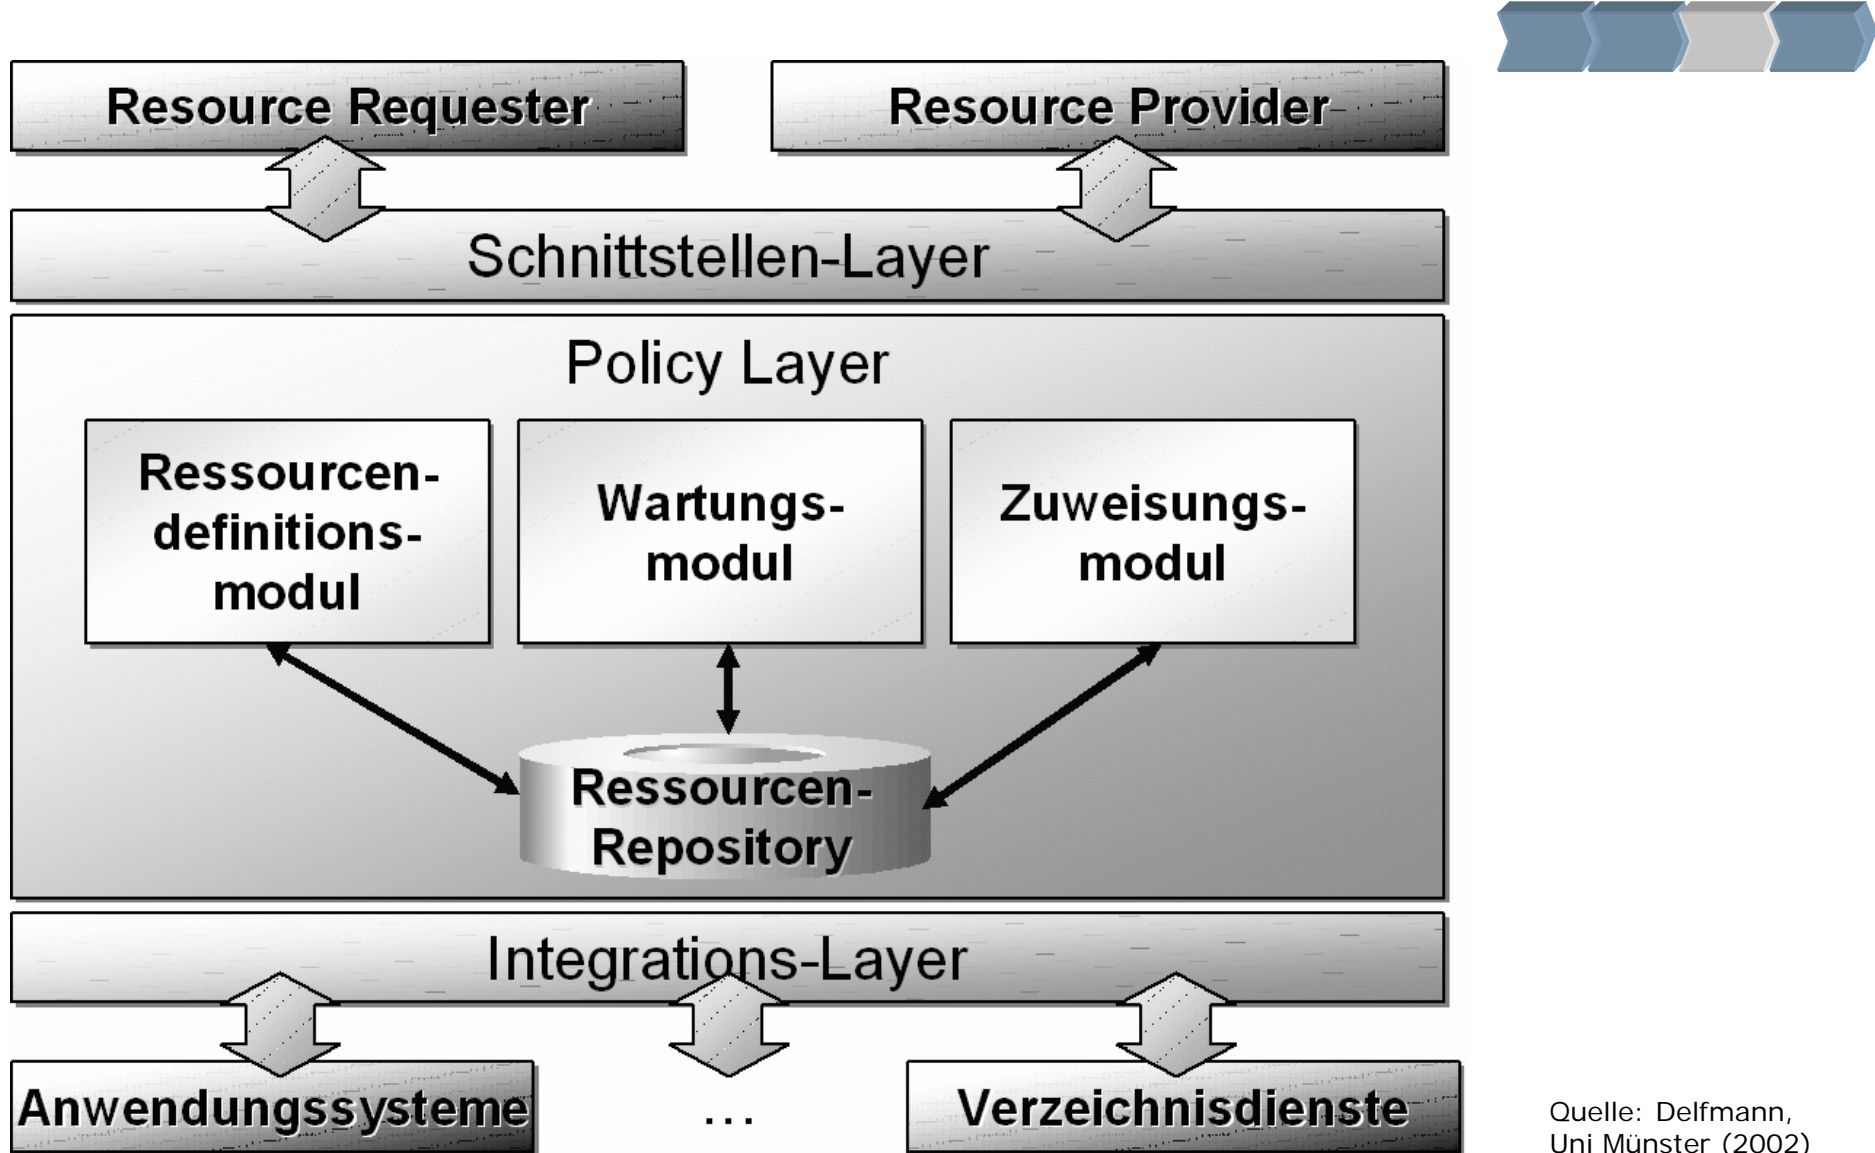 Resource Requester
Resource Provider
Schnittstellen-Layer
Policy Layer
Ressourcen-
definitions-
modul
Wartungs-
modul
Zuweisungs-
modul
Ressourcen-
Repository
Integrations-Layer
Anwendungssysteme
...
Verzeichnisdienste
Quelle: Delfmann,
Uni Münster (2002)